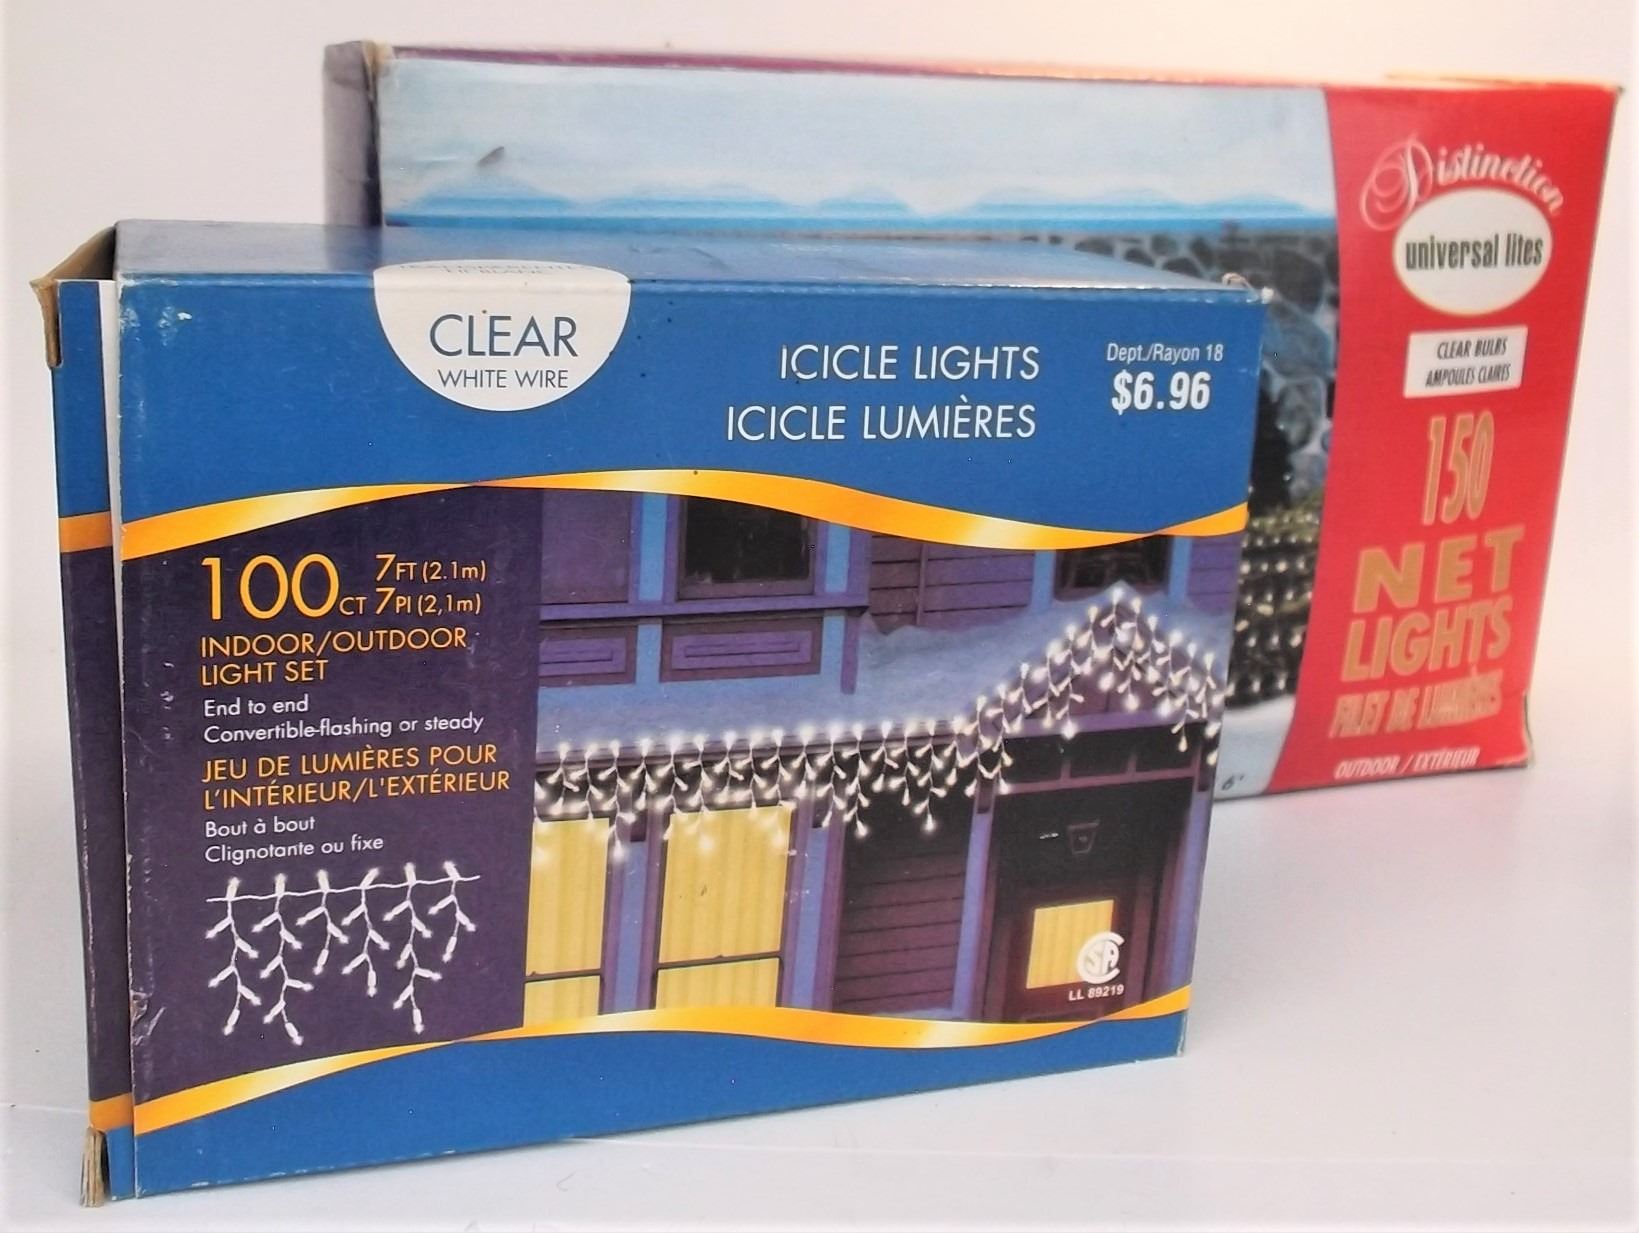 CLEAR
WHITE WIRE
ICICLE LIGHTS
ICICLE LUMIÈRES
Dept./Rayon 18
$6.96
100 CT 7FT (2.1m)
7PI (2,1m)
INDOOR/OUTDOOR
LIGHT SET
End to end
Convertible-flashing or steady
JEU DE LUMIÈRES POUR
L'INTÉRIEUR/L'EXTÉRIEUR
Bout à bout
Clignotante ou fixe
CSA
LL 89219
Distinction
universal lites
CLEAR BULBS
AMPOULES CLAIRES
150
NET
LIGHTS
FILET DE LUMIÈRES
OUTDOOR / EXTÉRIEUR
6'